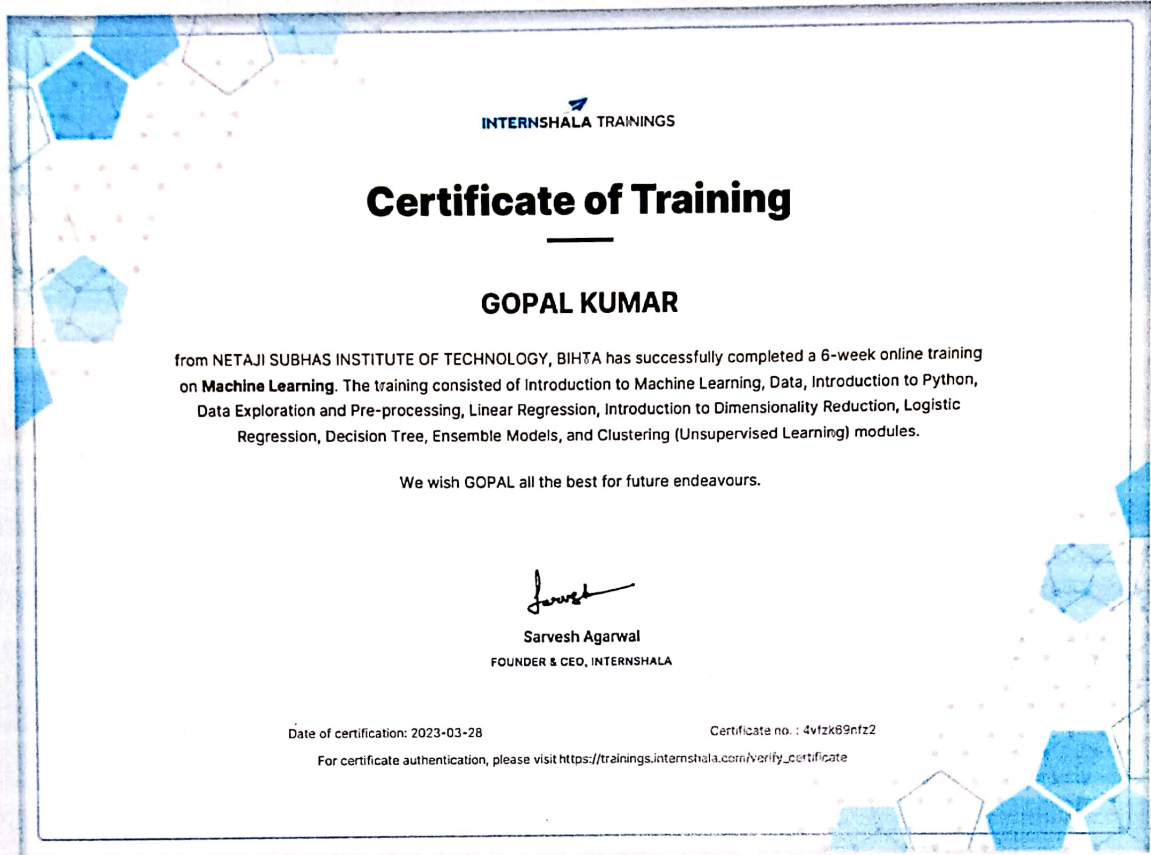 INTERNSHALA TRAININGS
Certificate of Training
GOPAL KUMAR
from NETAJI SUBHAS INSTITUTE OF TECHNOLOGY, BIHTA has successfully completed a 6-week online training
on Machine Learning. The training consisted of Introduction to Machine Learning, Data, Introduction to Python,
Data Exploration and Pre-processing, Linear Regression, Introduction to Dimensionality Reduction, Logistic
Regression, Decision Tree, Ensemble Models, and Clustering (Unsupervised Learning) modules.
We wish GOPAL all the best for future endeavours.
Sarvesh
Sarvesh Agarwal
FOUNDER & CEO, INTERNSHALA
Date of certification: 2023-03-28
Certificate no. : 4vfzk69nfz2
For certificate authentication, please visit https://trainings.internshala.com/verify_certificate